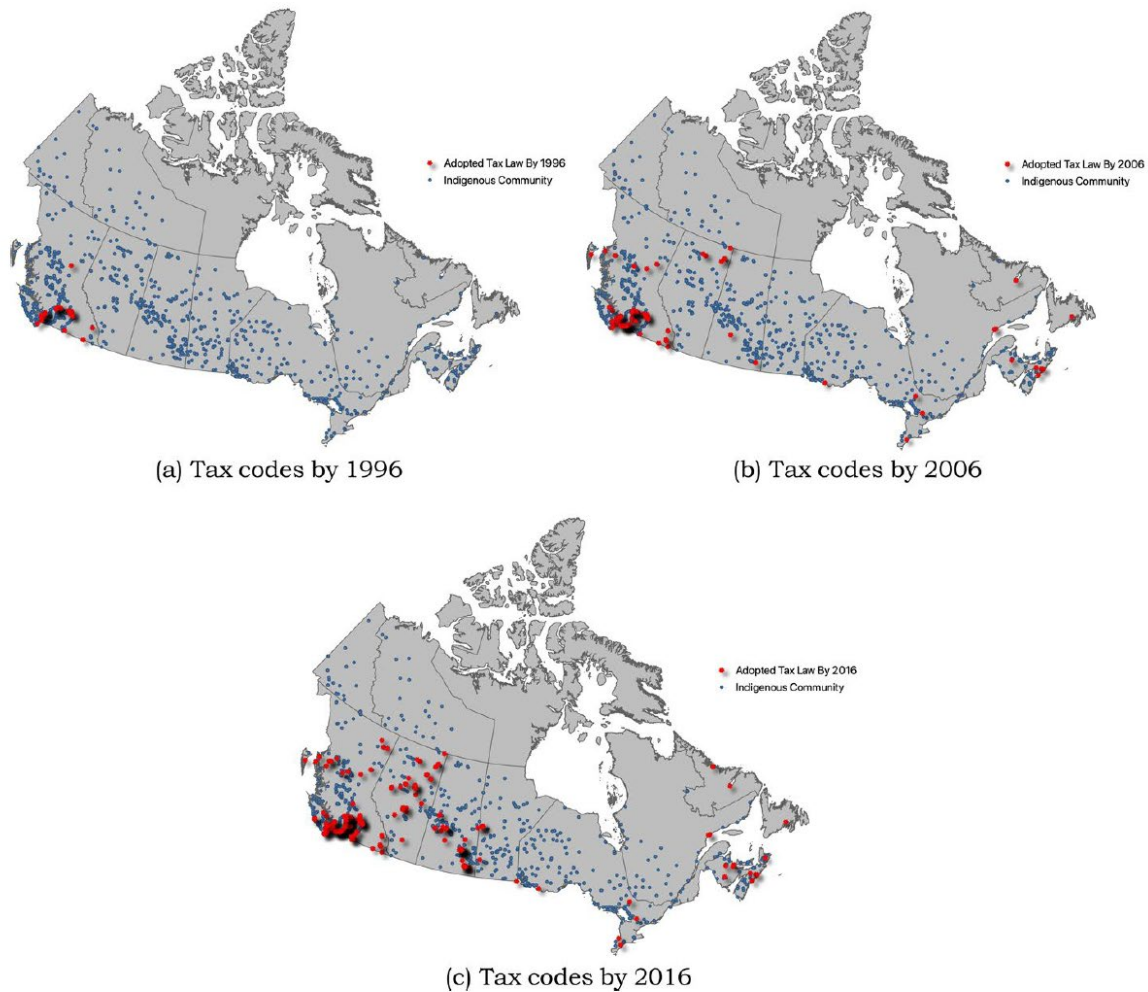 Adopted Tax Law By 1996
Indigenous Community
(a) Tax codes by 1996
Adopted Tax Law By 2006
Indigenous Community
(b) Tax codes by 2006
Adopted Tax Law By 2016
Indigenous Community
(c) Tax codes by 2016